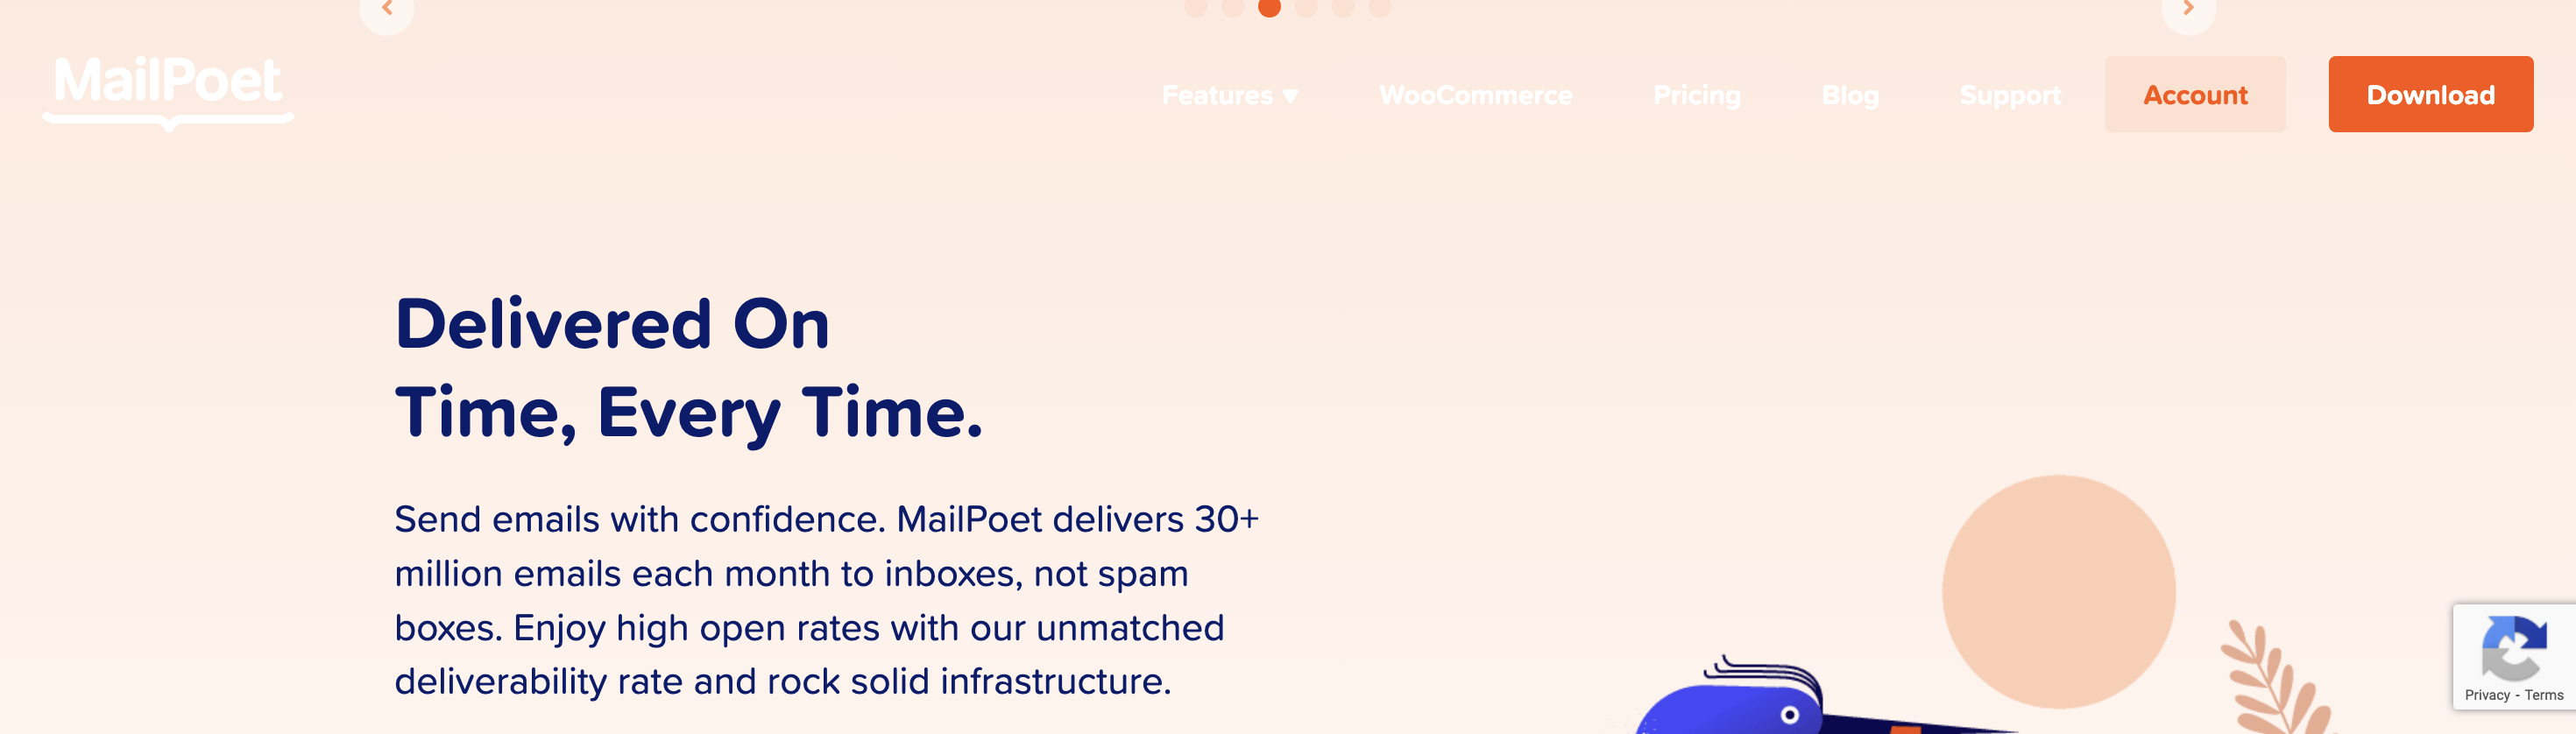 MailPoet
Features ▼ WooCommerce Pricing Blog Support Account Download
Delivered On
Time, Every Time.
Send emails with confidence. MailPoet delivers 30+
million emails each month to inboxes, not spam
boxes. Enjoy high open rates with our unmatched
deliverability rate and rock solid infrastructure.
Privacy - Terms